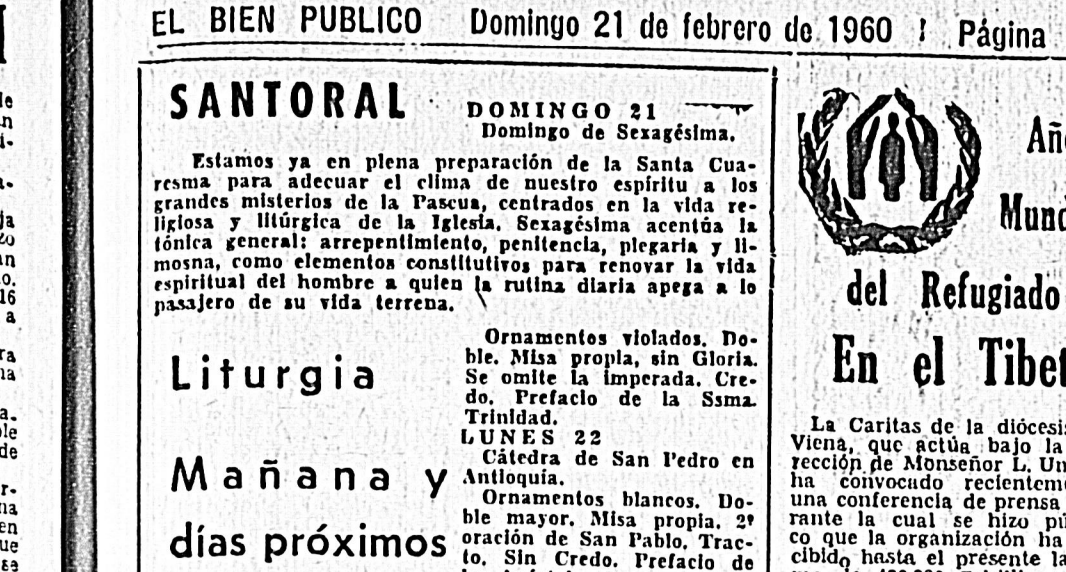 EL BIEN PUBLICO Domingo 21 de febrero de 1960 Página
SANTORAL
DOMINGO 21
Domingo de Sexagésima.
Estamos ya en plena preparación de la Santa Cua-
resma para adecuar el clima de nuestro espíritu a los
grandes misterios de la Pascua, centrados en la vida re-
ligiosa y litúrgica de la Iglesia. Sexagésima acentúa la
tónica general: arrepentimiento, penitencia, plegaria y li-
mosna, como elementos constitutivos para renovar la vida
espiritual del hombre a quien la rutina diaria apega a lo
pasajero de su vida terrena.
Liturgia
Mañana y
días próximos
Ornamentos violados. Do-
ble. Misa propia, sin Gloria.
Se omite la imperada. Cre-
do. Prefacio de la Ssma.
Trinidad.
LUNES 22
Cátedra de San Pedro en
Antioquía.
Ornamentos blancos. Do-
ble mayor. Misa propia. 2ª
oración de San Pablo. Trac-
to. Sin Credo. Prefacio de
Añ
Mund
del Refugiado
En el Tibet
La Caritas de la diócesis
Viena, que actúa bajo la
rección de Monseñor L. Un
ha convocado recienteme
una conferencia de prensa
rante la cual se hizo pú
co que la organización ha
cibido hasta el presente la